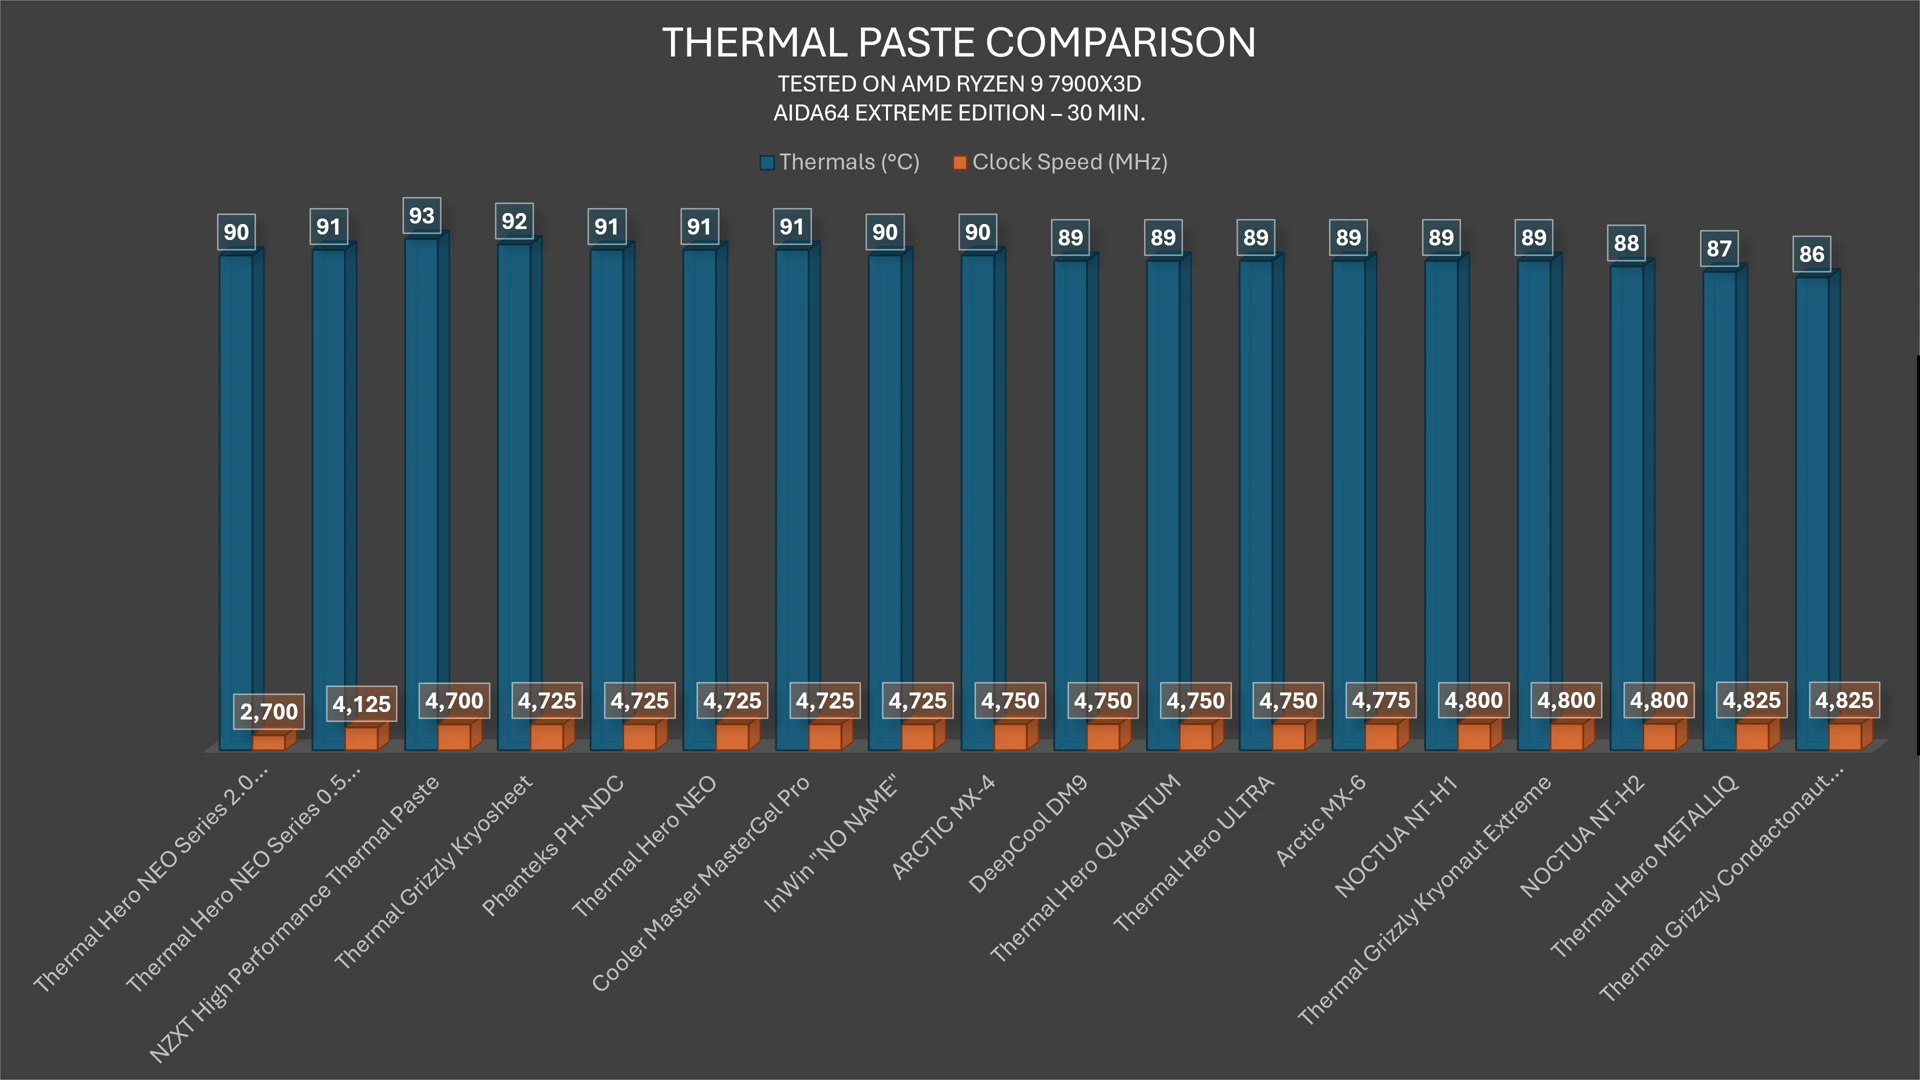 THERMAL PASTE COMPARISON
TESTED ON AMD RYZEN 9 7900X3D
AIDA64 EXTREME EDITION – 30 MIN.
Thermals (°C) Clock Speed (MHz)
90 91 93 92 91 91 91 90 90 89 89 89 89 89 89 88 87 86
2,700 4,125 4,700 4,725 4,725 4,725 4,725 4,725 4,750 4,750 4,750 4,750 4,775 4,800 4,800 4,800 4,825 4,825
Thermal Hero NEO Series 2.0...
Thermal Hero NEO Series 0.5...
NZXT High Performance Thermal Paste
Thermal Grizzly Kryosheet
Phanteks PH-NDC
Thermal Hero NEO
Cooler Master MasterGel Pro
InWin "NO NAME"
ARCTIC MX-4
DeepCool DM9
Thermal Hero QUANTUM
Thermal Hero ULTRA
Arctic MX-6
NOCTUA NT-H1
Thermal Grizzly Kryonaut Extreme
NOCTUA NT-H2
Thermal Hero METALLIQ
Thermal Grizzly Condactonaut...